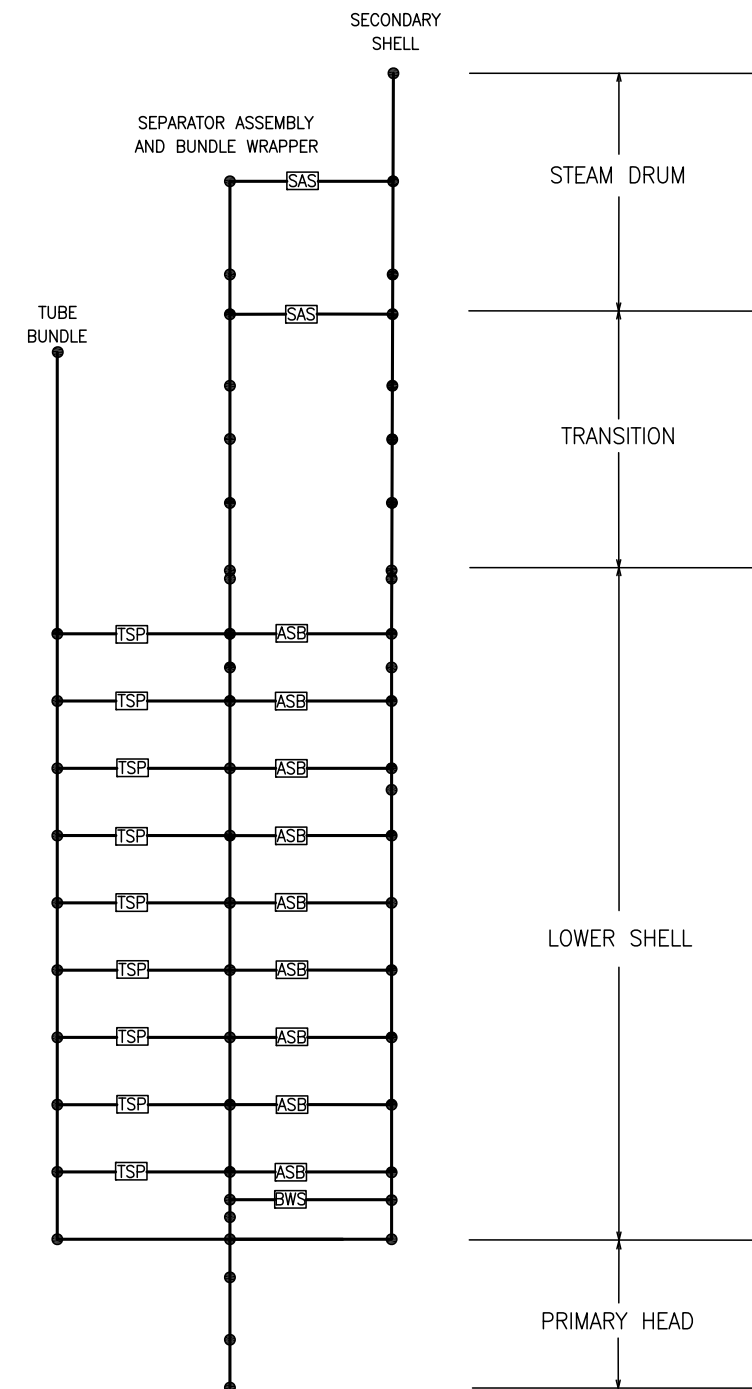 SECONDARY
SHELL
SEPARATOR ASSEMBLY
AND BUNDLE WRAPPER
SAS
STEAM DRUM
TUBE
BUNDLE
SAS
TRANSITION
TSP ASB
TSP ASB
TSP ASB
TSP ASB
TSP ASB
TSP ASB
LOWER SHELL
TSP ASB
TSP ASB
TSP ASB
BWS
PRIMARY HEAD